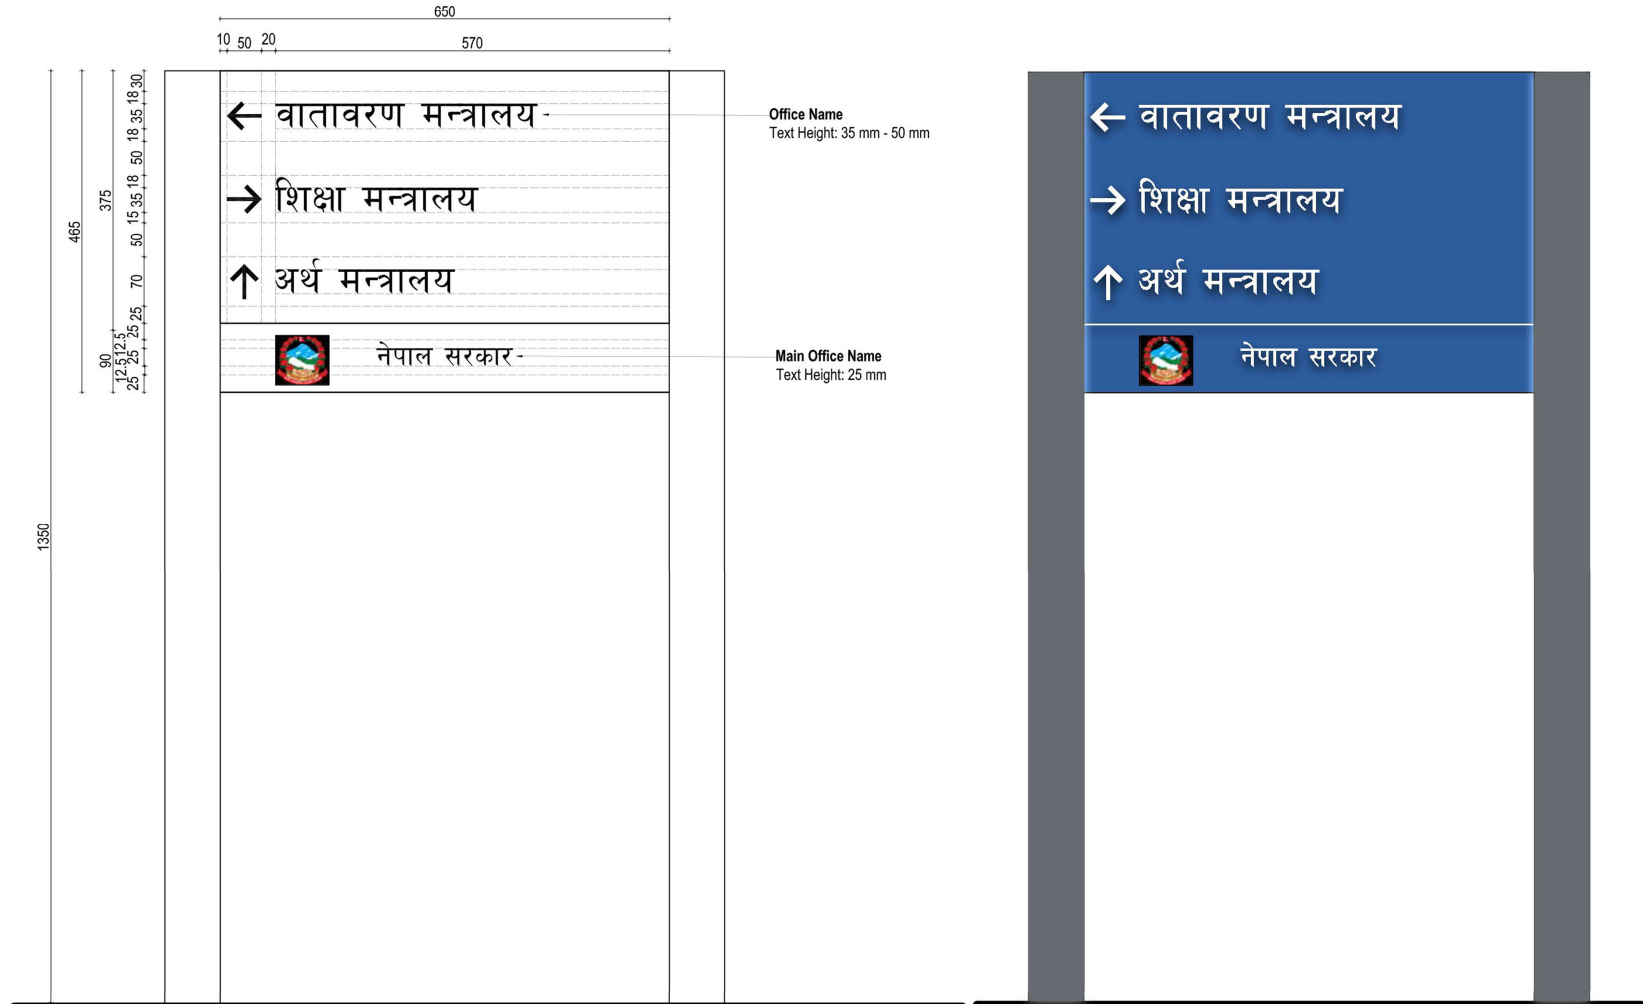 650
10 50 20 570
30
18
35
18
50
18
35
15
50
70
25
25
12.5
25
12.5
25
375
90
465
1350
← वातावरण मन्त्रालय
→ शिक्षा मन्त्रालय
↑ अर्थ मन्त्रालय
नेपाल सरकार
Office Name
Text Height: 35 mm - 50 mm
Main Office Name
Text Height: 25 mm
← वातावरण मन्त्रालय
→ शिक्षा मन्त्रालय
↑ अर्थ मन्त्रालय
नेपाल सरकार